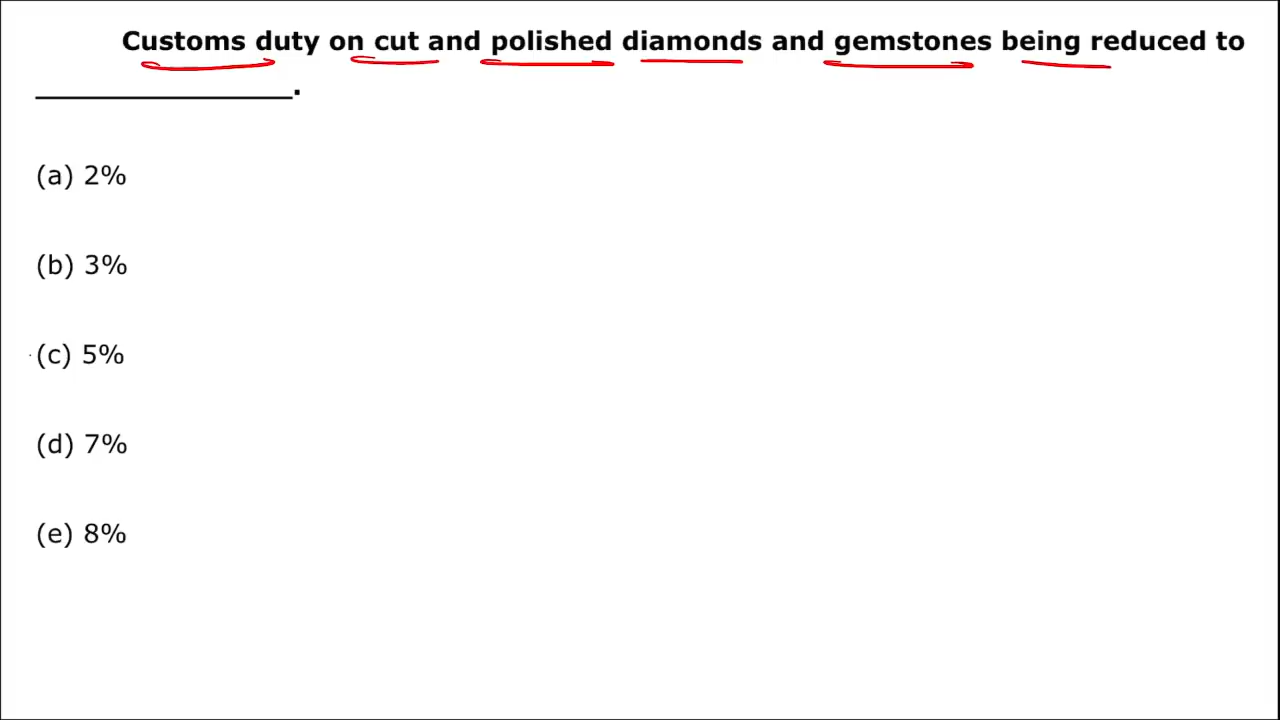 Customs duty on cut and polished diamonds and gemstones being reduced to
________________.
(a) 2%
(b) 3%
(c) 5%
(d) 7%
(e) 8%